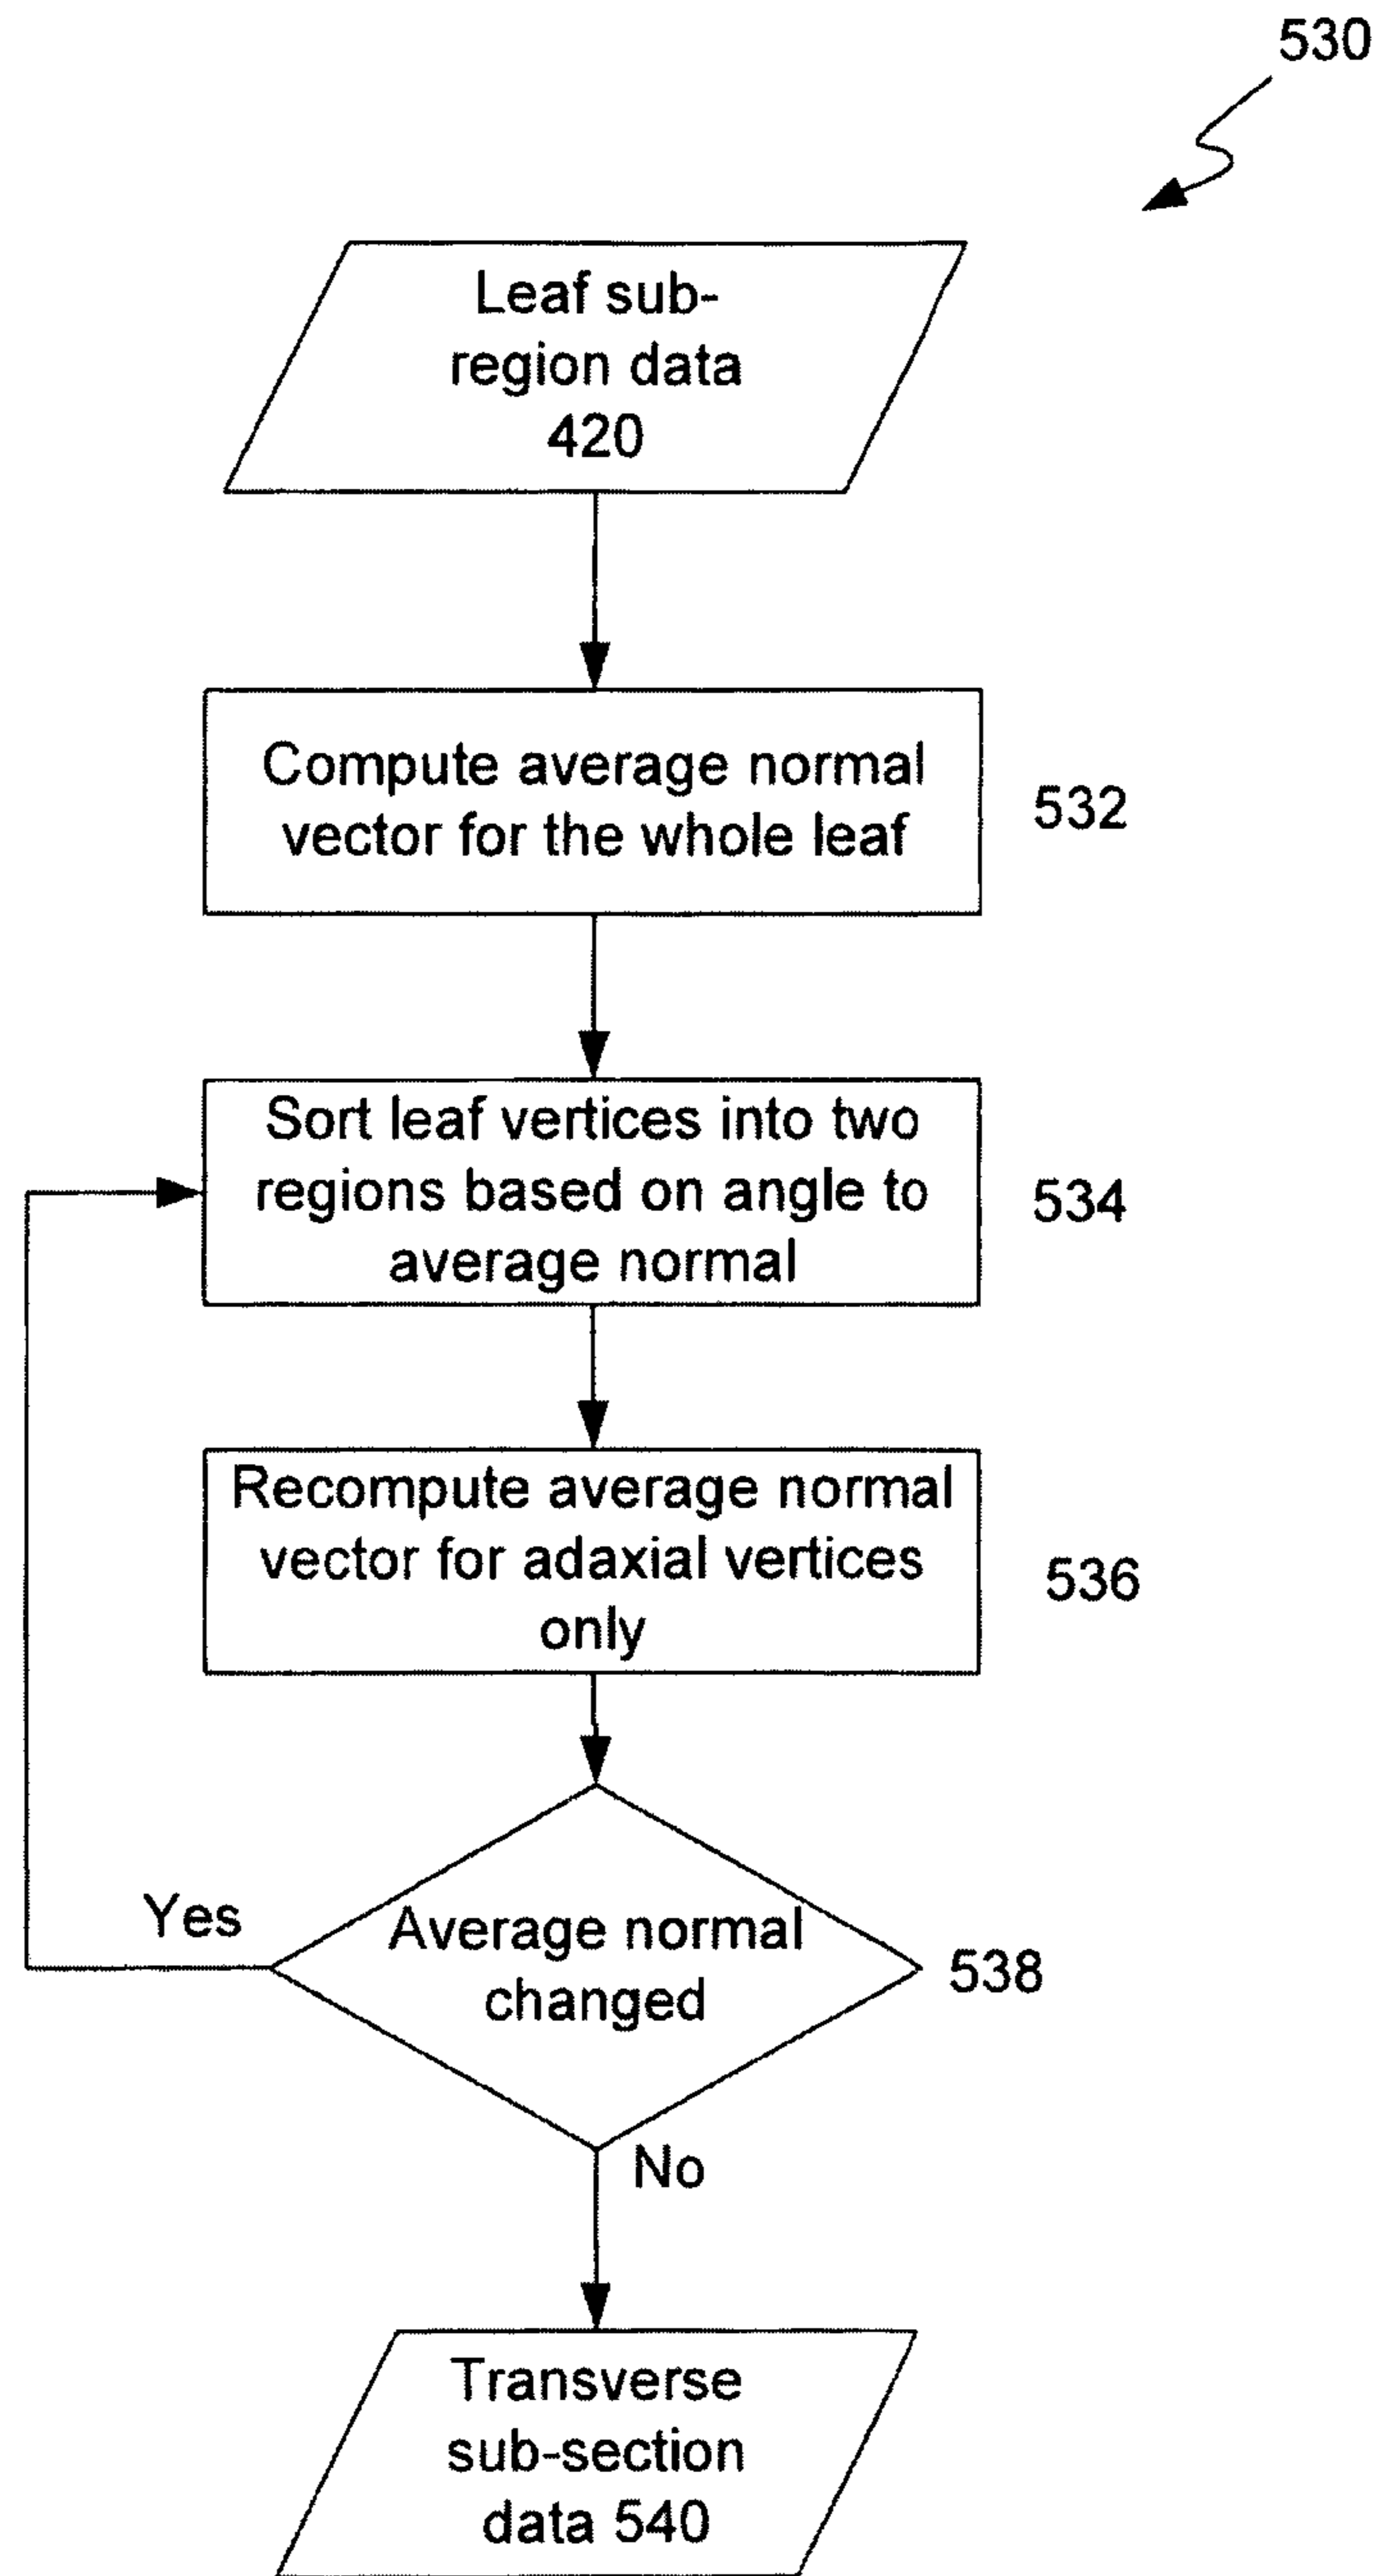 530
Leaf sub-
region data
420
Compute average normal
vector for the whole leaf
532
Sort leaf vertices into two
regions based on angle to
average normal
534
Recompute average normal
vector for adaxial vertices
only
536
Yes
Average normal
changed
538
No
Transverse
sub-section
data 540